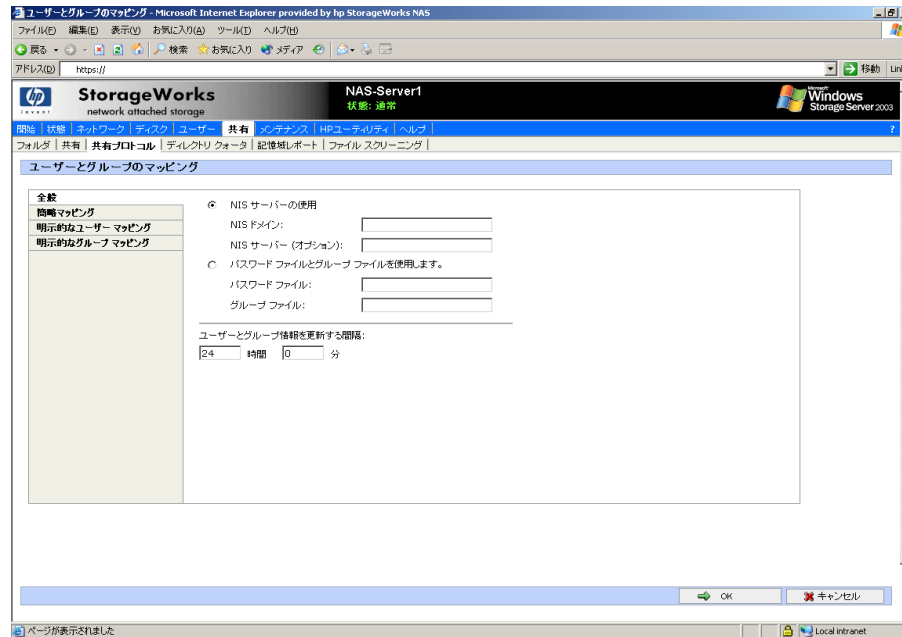 ユーザーとグループのマッピング - Microsoft Internet Explorer provided by hp StorageWorks NAS
ファイル(F) 編集(E) 表示(V) お気に入り(A) ツール(T) ヘルプ(H)
戻る 検索 お気に入り メディア
アドレス(D) https:// 移動 Lin
hp invent StorageWorks network attached storage
NAS-Server1
状態: 通常
Microsoft Windows Storage Server 2003
開始 状態 ネットワーク ディスク ユーザー 共有 メンテナンス HPユーティリティ ヘルプ ?
フォルダ 共有 共有プロトコル ディレクトリ クォータ 記憶域レポート ファイル スクリーニング
ユーザーとグループのマッピング
全般
簡略マッピング
明示的なユーザー マッピング
明示的なグループ マッピング
NIS サーバーの使用
NIS ドメイン:
NIS サーバー (オプション):
パスワード ファイルとグループ ファイルを使用します。
パスワード ファイル:
グループ ファイル:
ユーザーとグループ情報を更新する間隔:
24 時間 0 分
OK キャンセル
ページが表示されました Local intranet